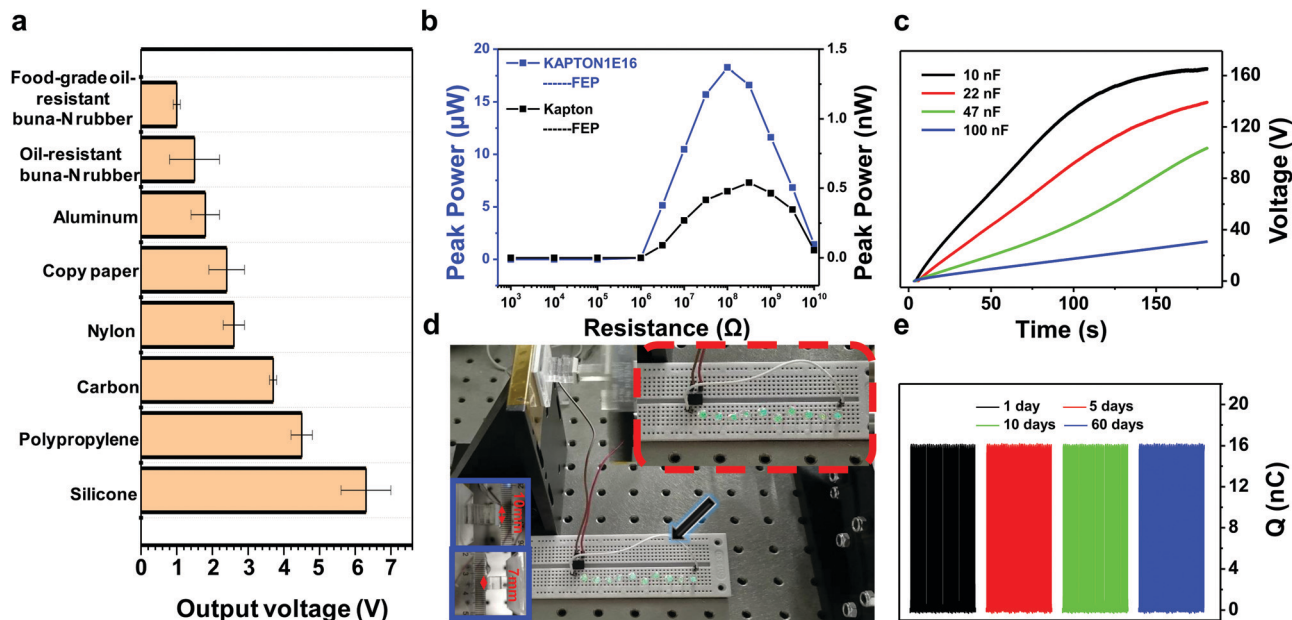 a
Food-grade oil-
resistant
buna-N rubber
Oil-resistant
buna-N rubber
Aluminum
Copy paper
Nylon
Carbon
Polypropylene
Silicone
0 1 2 3 4 5 6 7
Output voltage (V)
b
20
15
10
5
0
Peak Power (µW)
KAPTON1E16
------FEP
Kapton
------FEP
1.5
1.0
0.5
0.0
Peak Power (nW)
10³ 10⁴ 10⁵ 10⁶ 10⁷ 10⁸ 10⁹ 10¹⁰
Resistance (Ω)
c
10 nF
22 nF
47 nF
100 nF
160
120
80
40
0
Voltage (V)
0 50 100 150
Time (s)
d
10mm
7mm
e
1 day 5 days
10 days 60 days
20
16
12
8
4
0
Q (nC)